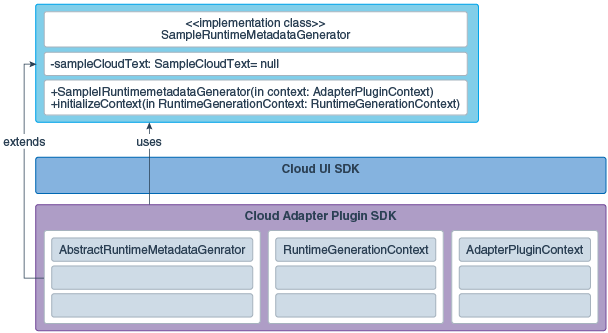 <<implementation class>>
SampleRuntimeMetadataGenerator
-sampleCloudText: SampleCloudText= null
+SampleIRuntimemetadataGenerator(in context: AdapterPluginContext)
+initializeContext(in RuntimeGenerationContext: RuntimeGenerationContext)
extends
uses
Cloud UI SDK
Cloud Adapter Plugin SDK
AbstractRuntimeMetadataGenrator
RuntimeGenerationContext
AdapterPluginContext